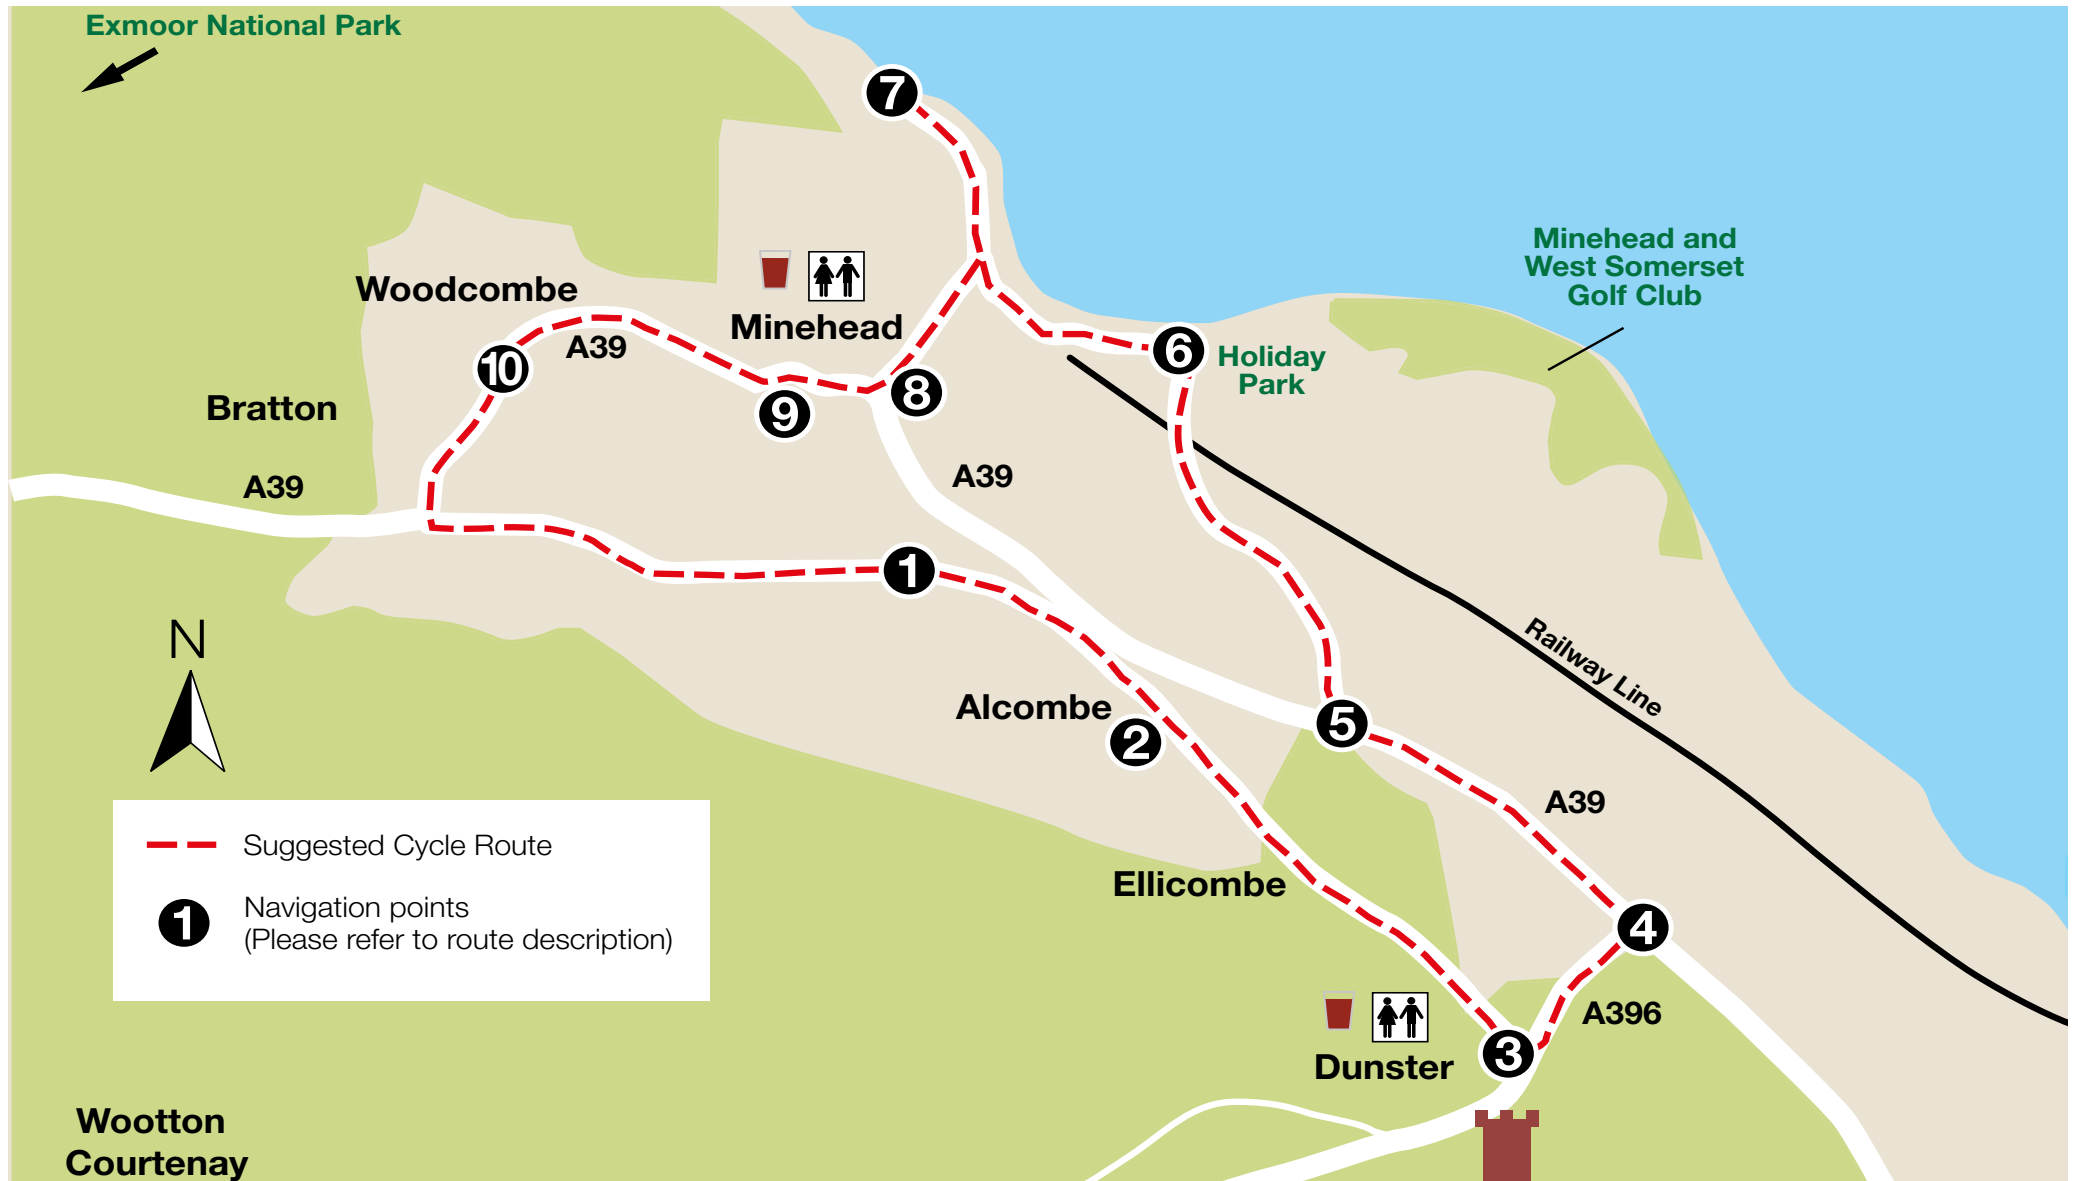 Exmoor National Park
7
Minehead and
West Somerset
Golf Club
Woodcombe
Minehead
A39
10
6
Holiday
Park
8
9
Bratton
A39
A39
1
N
Railway Line
Alcombe
2
5
A39
Suggested Cycle Route
Ellicombe
1
Navigation points
(Please refer to route description)
4
A396
3
Dunster
Wootton
Courtenay